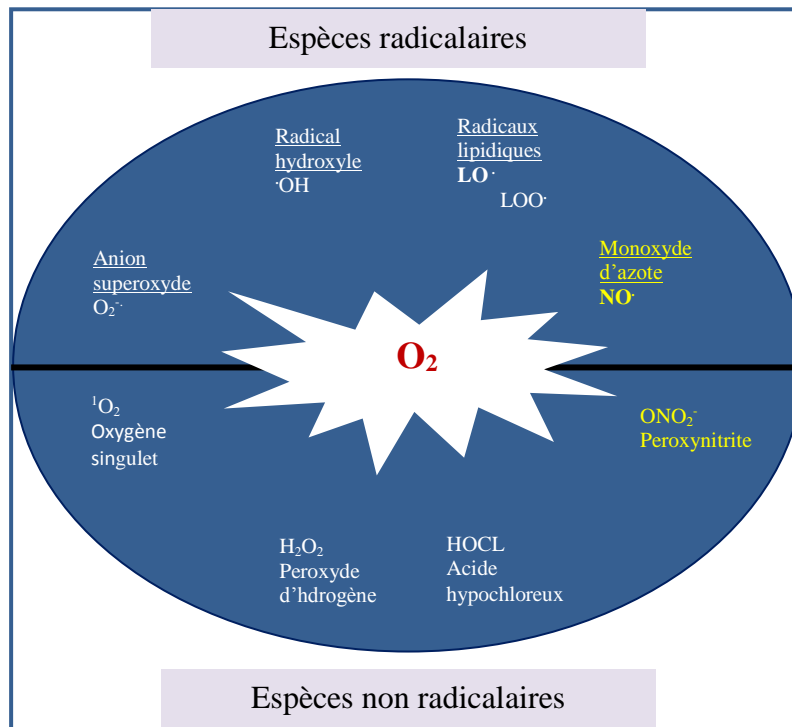 Espèces radicalaires
Radical
hydroxyle
·OH
Radicaux
lipidiques
LO·
LOO·
Anion
superoxyde
O₂⁻·
Monoxyde
d’azote
NO·
O₂
¹O₂
Oxygène
singulet
ONO₂⁻
Peroxynitrite
H₂O₂
Peroxyde
d’hdrogène
HOCL
Acide
hypochloreux
Espèces non radicalaires